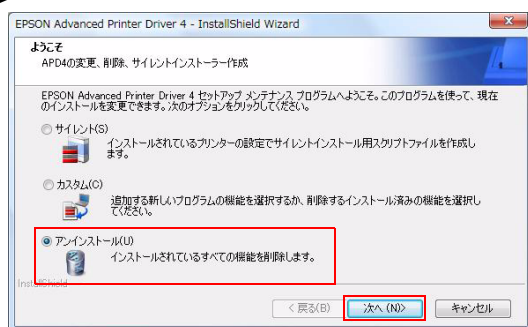 EPSON Advanced Printer Driver 4 - InstallShield Wizard
ようこそ
APD4の変更、削除、サイレントインストーラー作成
EPSON Advanced Printer Driver 4 セットアップ メンテナンス プログラムへようこそ。このプログラムを使って、現在
のインストールを変更できます。次のオプションをクリックしてください。
サイレント(S)
インストールされているプリンターの設定でサイレントインストール用スクリプトファイルを作成し
ます。
カスタム(C)
追加する新しいプログラムの機能を選択するか、削除するインストール済みの機能を選択し
てください。
アンインストール(U)
インストールされているすべての機能を削除します。
InstallShield
< 戻る(B) 次へ (N)> キャンセル